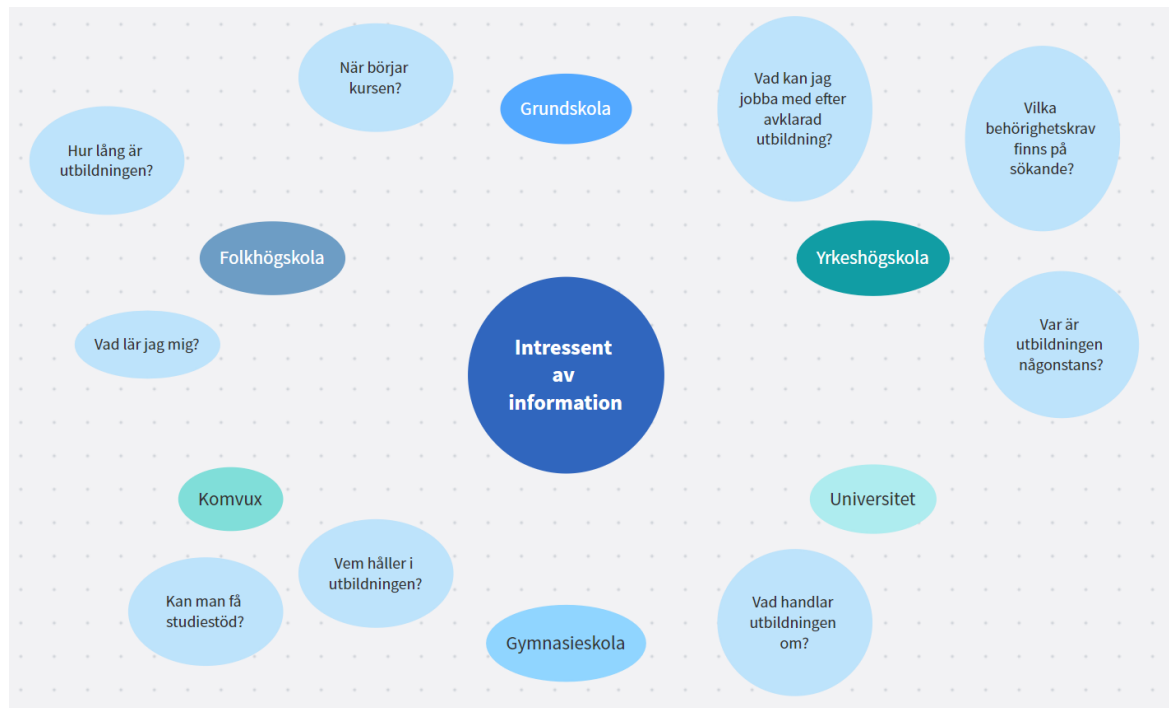 När börjar
kursen?
Grundskola
Vad kan jag
jobba med efter
avklarad
utbildning?
Vilka
behörighetskrav
finns på
sökande?
Hur lång är
utbildningen?
Folkhögskola
Yrkeshögskola
Vad lär jag mig?
Intressent
av
information
Var är
utbildningen
någonstans?
Komvux
Universitet
Vem håller i
utbildningen?
Kan man få
studiestöd?
Gymnasieskola
Vad handlar
utbildningen
om?